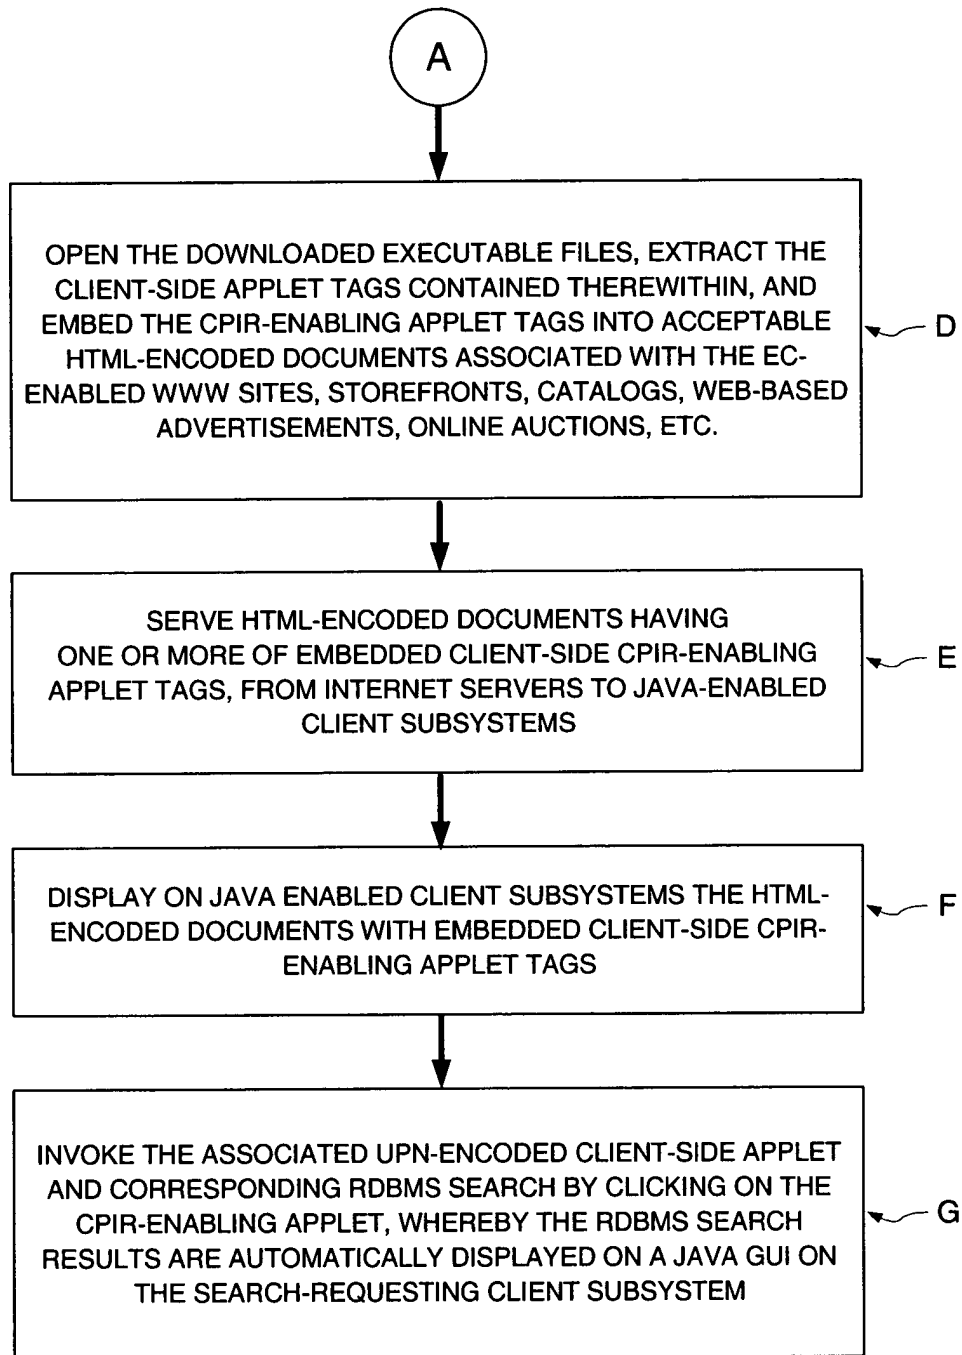 A
OPEN THE DOWNLOADED EXECUTABLE FILES, EXTRACT THE
CLIENT-SIDE APPLET TAGS CONTAINED THEREWITHIN, AND
EMBED THE CPIR-ENABLING APPLET TAGS INTO ACCEPTABLE
HTML-ENCODED DOCUMENTS ASSOCIATED WITH THE EC-
ENABLED WWW SITES, STOREFRONTS, CATALOGS, WEB-BASED
ADVERTISEMENTS, ONLINE AUCTIONS, ETC.
D
SERVE HTML-ENCODED DOCUMENTS HAVING
ONE OR MORE OF EMBEDDED CLIENT-SIDE CPIR-ENABLING
APPLET TAGS, FROM INTERNET SERVERS TO JAVA-ENABLED
CLIENT SUBSYSTEMS
E
DISPLAY ON JAVA ENABLED CLIENT SUBSYSTEMS THE HTML-
ENCODED DOCUMENTS WITH EMBEDDED CLIENT-SIDE CPIR-
ENABLING APPLET TAGS
F
INVOKE THE ASSOCIATED UPN-ENCODED CLIENT-SIDE APPLET
AND CORRESPONDING RDBMS SEARCH BY CLICKING ON THE
CPIR-ENABLING APPLET, WHEREBY THE RDBMS SEARCH
RESULTS ARE AUTOMATICALLY DISPLAYED ON A JAVA GUI ON
THE SEARCH-REQUESTING CLIENT SUBSYSTEM
G